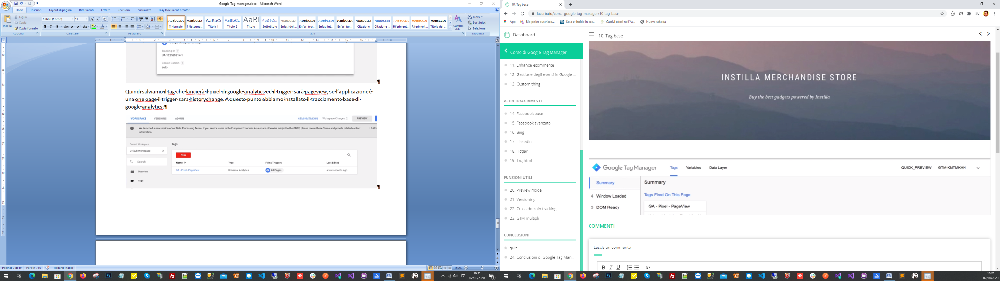 Google_Tag_manager.docx - Microsoft Word
Home Inserisci Layout di pagina Riferimenti Lettere Revisione Visualizza Easy Document Creator
Incolla
Taglia
Copia
Copia formato
Appunti
Calibri (Corpo) 11
Carattere
Paragrafo
AaBbCcDc AaBbCcDc AaBbC AaBbCc AaBl AaBbCcl AaBbCcDt AaBbCcDt AaBbCcDt AaBbCcDt AaBbCcDt AaBbCcDt AaBbCcDt AaBbCcDt AaBbCcDt
¶ Normale ¶ Nessuna... Titolo 1 Titolo 2 Titolo Sottotitolo Enfasi deli... Enfasi (cor... Enfasi int... Enfasi (gr... Citazione Citazione ... Riferiment... Riferiment... Titolo del ...
Cambia stili
Stili
Trova
Sostituisci
Seleziona
Modifica
Tracking ID ?
UA-122529214-1
Cookie Domain ?
auto
¶
Quindi·salviamo·il·tag·che·lancierà·il·pixel·di·google·analytics·ed·il·trigger·sarà·pageview,·se·l’applicazione·è·
una·one·page·il·trigger·sarà·historychange.·A·questo·punto·abbiamo·installato·il·tracciamento·base·di·
google·analytics:¶
WORKSPACE VERSIONS ADMIN GTM-KMTMKHN Workspace Changes: 2 PREVIEW
We launched a new version of our Data Processing Terms. If you service users in the European Economic Area or are otherwise subject to the GDPR, please review these Terms and provide related contact LEARN
information.
Current Workspace
Default Workspace
Search
Overview
Tags
Tags
NEW
Name Type Firing Triggers Last Edited
GA - Pixel - PageView Universal Analytics All Pages a few seconds ago
¶
Pagina: 9 di 10 Parole: 715 Italiano (Italia) 150%
ITA
10:30
02/10/2020
10. Tag base
lacerba.io/corso-google-tag-manager/10-tag-base
App Bio pellet austriaco... Soia e tiroide in acc... Cattivi odori nell'As... Nuova scheda
Dashboard
Corso di Google Tag Manager
11. Enhance ecommerce
12. Gestione degli eventi in Google ...
13. Custom thing
ALTRI TRACCIAMENTI
14. Facebook base
15. Facebook avanzato
16. Bing
17. LinkedIn
18. HotJar
19. Tag html
FUNZIONI UTILI
20. Preview mode
21. Versioning
22. Cross domain tracking
23. GTM multipli
CONCLUSIONI
quiz
24. Conclusioni di Google Tag Man...
10. Tag base
INSTILLA MERCHANDISE STORE
Buy the best gadgets powered by Instilla
Google Tag Manager Tags Variables Data Layer QUICK_PREVIEW GTM-KMTMKHN
Summary
4 Window Loaded
3 DOM Ready
Summary
Tags Fired On This Page
GA - Pixel - PageView
COMMENTI
Lascia un commento
B I U
10:30
02/10/20